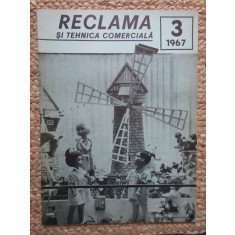 RECLAMA
ȘI TEHNICA COMERCIALĂ
3
1967